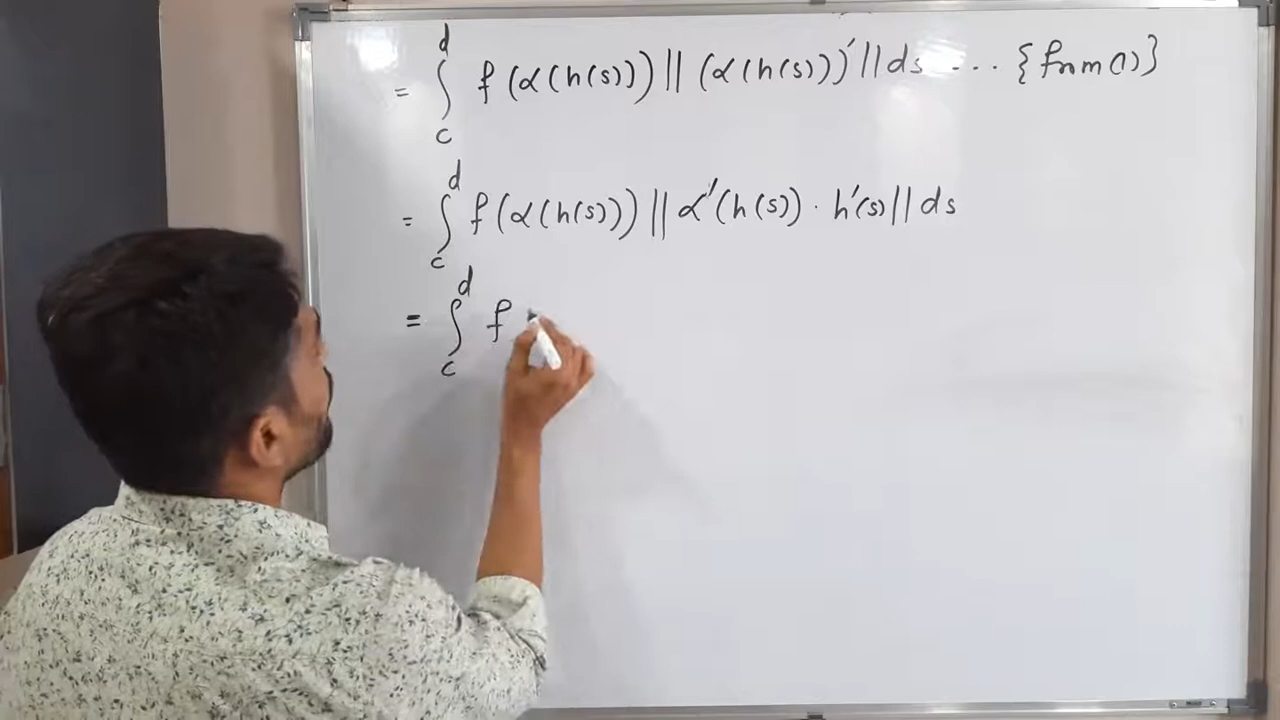 = ∫_c^d f(α(h(s))) || (α(h(s)))′ || ds ... {from (1)}
= ∫_c^d f(α(h(s))) || α′(h(s)) · h′(s) || ds
= ∫_c^d f